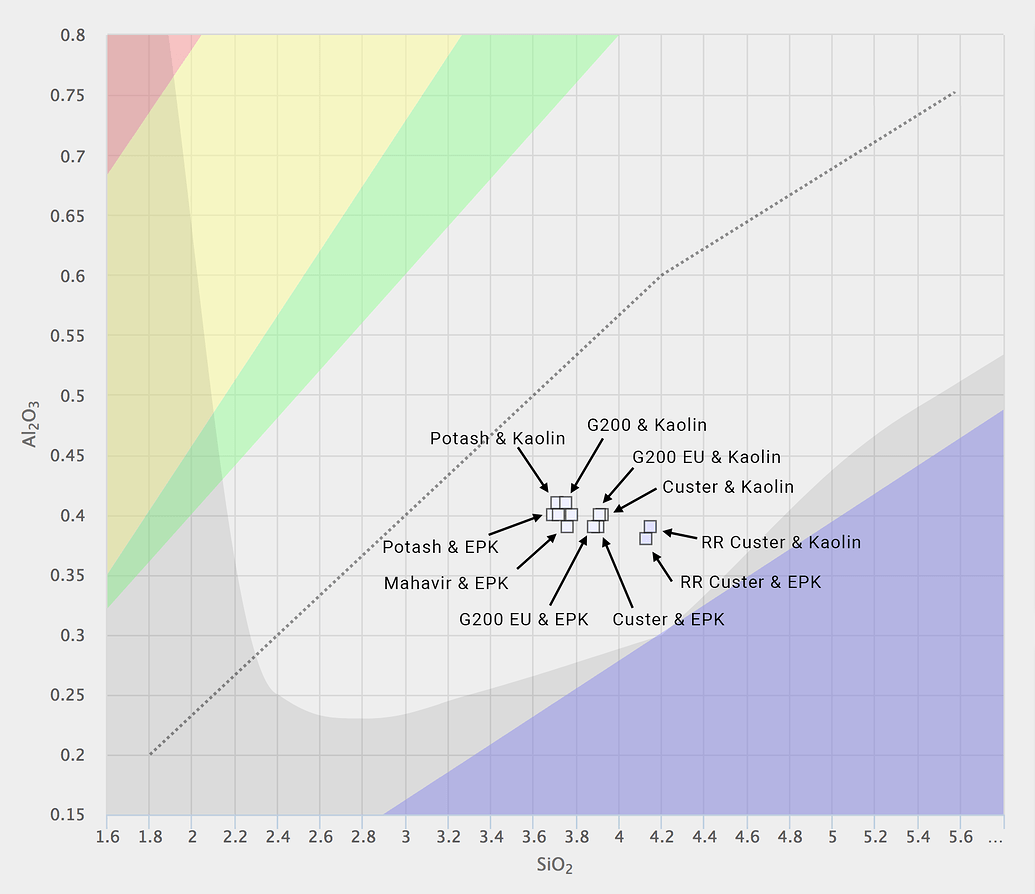 0.8
0.75
0.7
0.65
0.6
0.55
0.5
0.45
0.4
0.35
0.3
0.25
0.2
0.15
Al₂O₃
G200 & Kaolin
Potash & Kaolin
G200 EU & Kaolin
Custer & Kaolin
RR Custer & Kaolin
Potash & EPK
Mahavir & EPK
RR Custer & EPK
G200 EU & EPK
Custer & EPK
1.6 1.8 2 2.2 2.4 2.6 2.8 3 3.2 3.4 3.6 3.8 4 4.2 4.4 4.6 4.8 5 5.2 5.4 5.6 ...
SiO₂